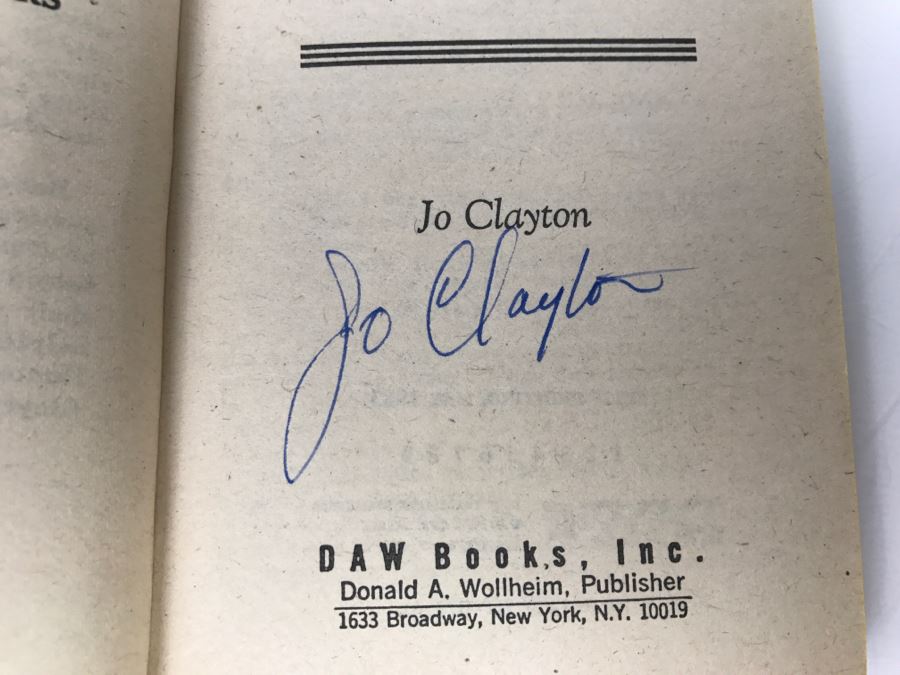 Jo Clayton
Jo Clayton
DAW Books, Inc.
Donald A. Wollheim, Publisher
1633 Broadway, New York, N.Y. 10019